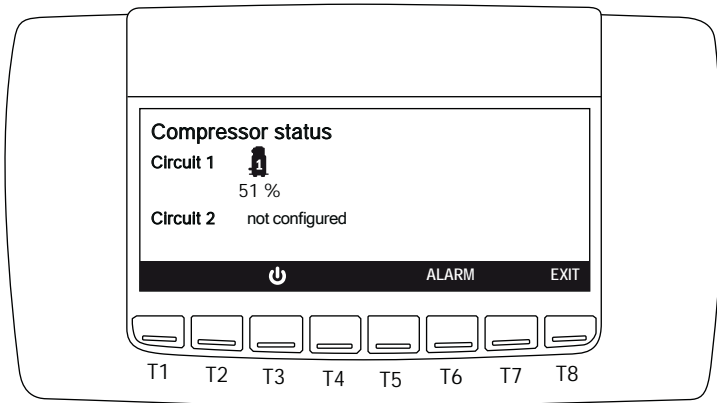 Compressor status
Circuit 1 1
51 %
Circuit 2 not configured
ALARM EXIT
T1 T2 T3 T4 T5 T6 T7 T8